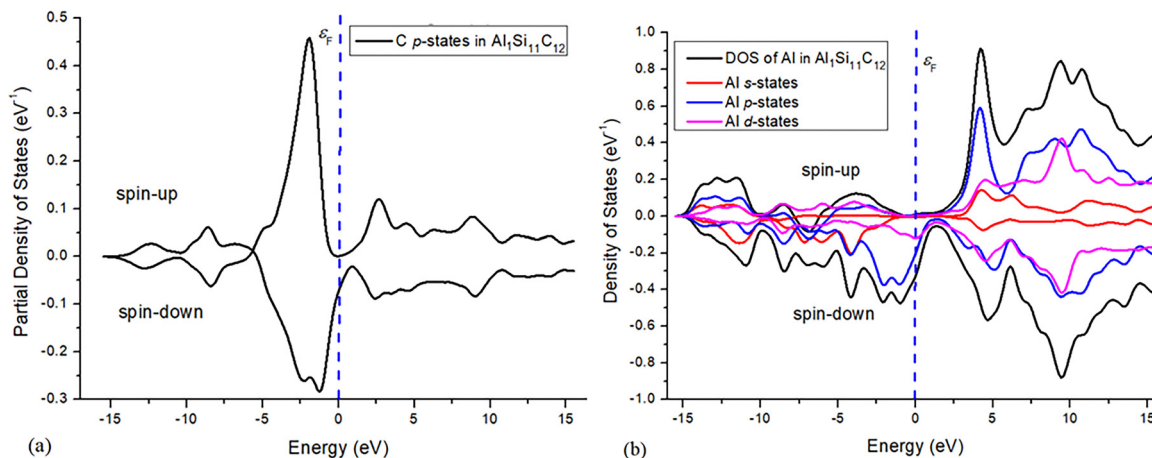 0.5
0.4
0.3
0.2
0.1
0.0
-0.1
-0.2
-0.3
Partial Density of States (eV⁻¹)
ε_F
C p-states in Al₁Si₁₁C₁₂
spin-up
spin-down
-15 -10 -5 0 5 10 15
Energy (eV)
(a)
1.0
0.8
0.6
0.4
0.2
0.0
-0.2
-0.4
-0.6
-0.8
-1.0
Density of States (eV⁻¹)
DOS of Al in Al₁Si₁₁C₁₂
Al s-states
Al p-states
Al d-states
ε_F
spin-up
spin-down
-15 -10 -5 0 5 10 15
Energy (eV)
(b)